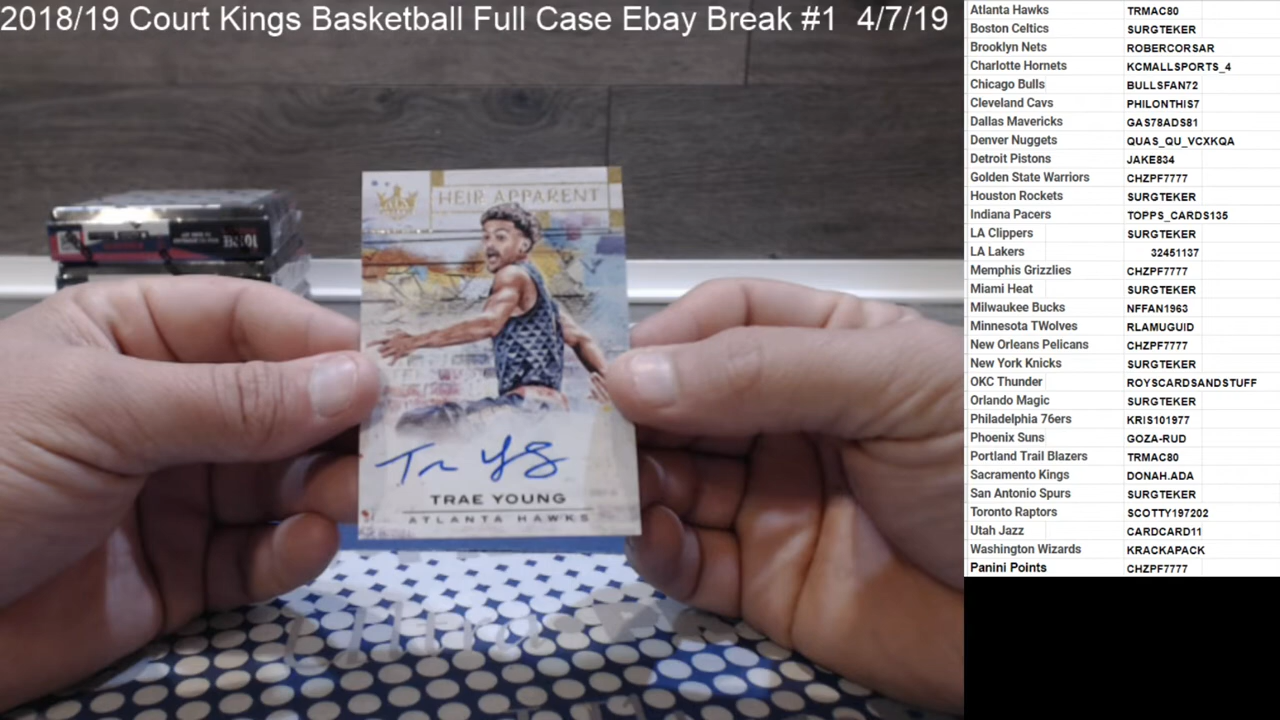 2018/19 Court Kings Basketball Full Case Ebay Break #1 4/7/19
HEIR APPARENT
Tr Yg
TRAE YOUNG
ATLANTA HAWKS
Atlanta Hawks TRMAC80
Boston Celtics SURGTEKER
Brooklyn Nets ROBERCORSAR
Charlotte Hornets KCMALLSPORTS_4
Chicago Bulls BULLSFAN72
Cleveland Cavs PHILONTHIS7
Dallas Mavericks GAS78ADS81
Denver Nuggets QUAS_QU_VCXKQA
Detroit Pistons JAKE834
Golden State Warriors CHZPF7777
Houston Rockets SURGTEKER
Indiana Pacers TOPPS_CARDS135
LA Clippers SURGTEKER
LA Lakers 32451137
Memphis Grizzlies CHZPF7777
Miami Heat SURGTEKER
Milwaukee Bucks NFFAN1963
Minnesota TWolves RLAMUGUID
New Orleans Pelicans CHZPF7777
New York Knicks SURGTEKER
OKC Thunder ROYSCARDSANDSTUFF
Orlando Magic SURGTEKER
Philadelphia 76ers KRIS101977
Phoenix Suns GOZA-RUD
Portland Trail Blazers TRMAC80
Sacramento Kings DONAH.ADA
San Antonio Spurs SURGTEKER
Toronto Raptors SCOTTY197202
Utah Jazz CARDCARD11
Washington Wizards KRACKAPACK
Panini Points CHZPF7777